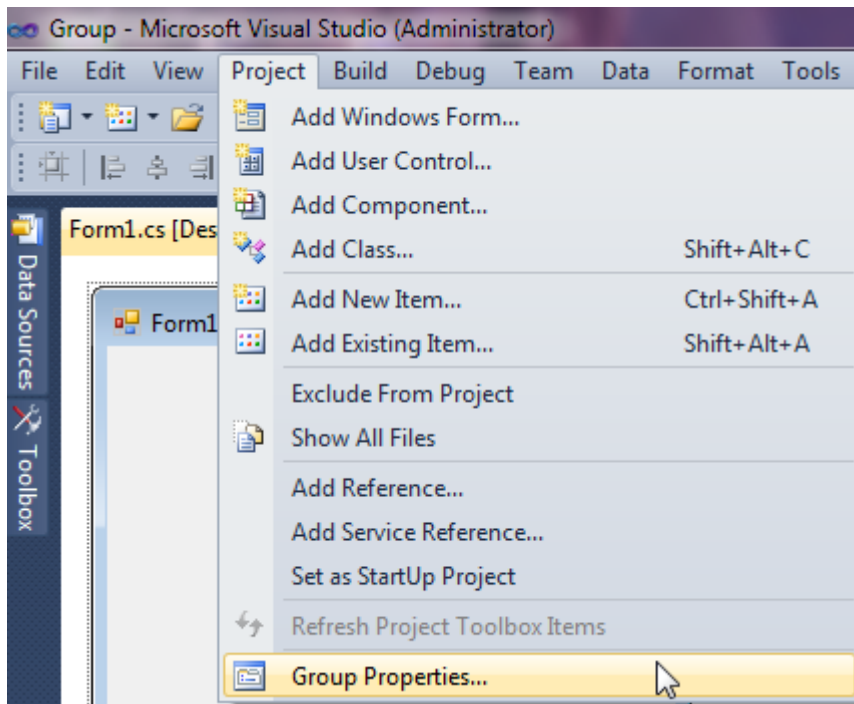 Group - Microsoft Visual Studio (Administrator)
File Edit View Project Build Debug Team Data Format Tools
Add Windows Form...
Add User Control...
Add Component...
Form1.cs [Des
Add Class... Shift+Alt+C
Add New Item... Ctrl+Shift+A
Form1
Add Existing Item... Shift+Alt+A
Exclude From Project
Show All Files
Add Reference...
Add Service Reference...
Set as StartUp Project
Refresh Project Toolbox Items
Group Properties...
Data Sources
Toolbox